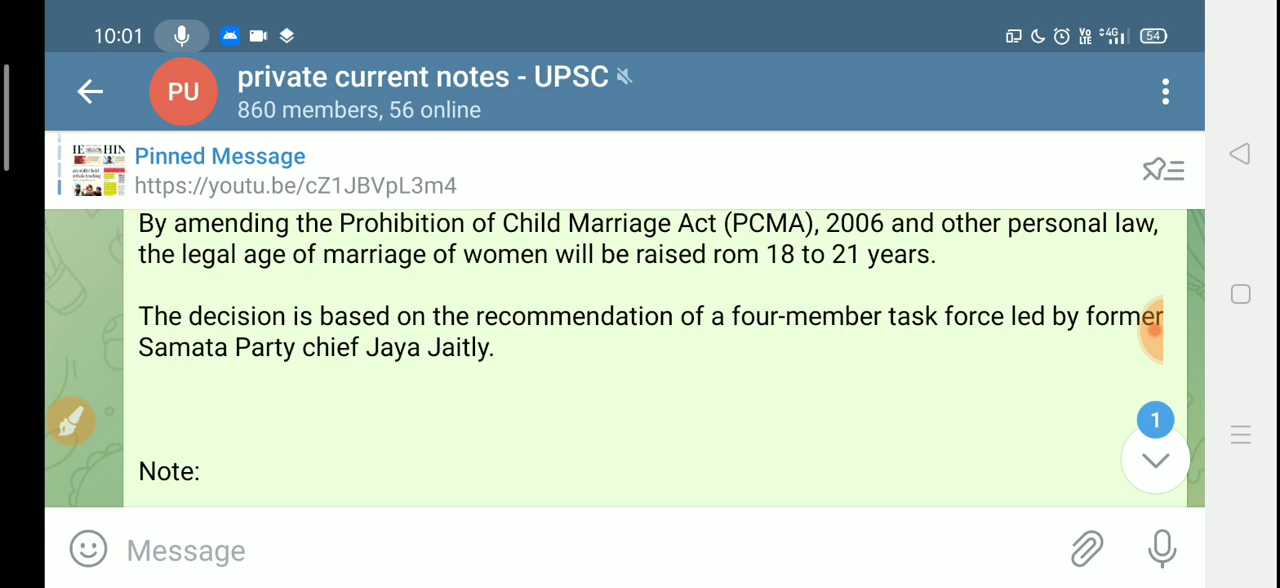 10:01
VoLTE 4G 54
PU
private current notes - UPSC
860 members, 56 online
Pinned Message
https://youtu.be/cZ1JBVpL3m4
By amending the Prohibition of Child Marriage Act (PCMA), 2006 and other personal law,
the legal age of marriage of women will be raised rom 18 to 21 years.
The decision is based on the recommendation of a four-member task force led by former
Samata Party chief Jaya Jaitly.
1
Note:
Message